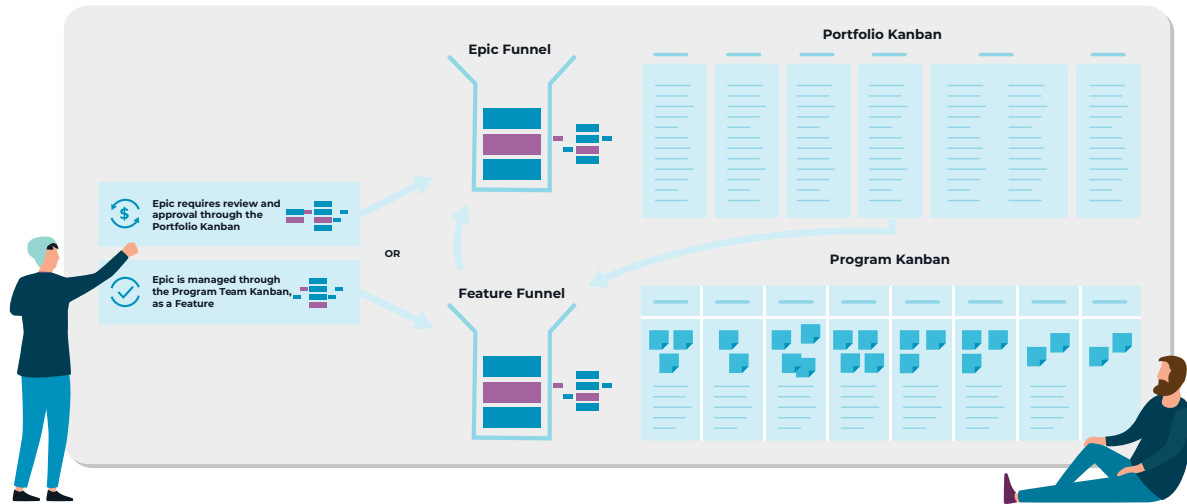 Portfolio Kanban
Epic Funnel
$
Epic requires review and
approval through the
Portfolio Kanban
OR
Program Kanban
Epic is managed through
the Program Team Kanban,
as a Feature
Feature Funnel